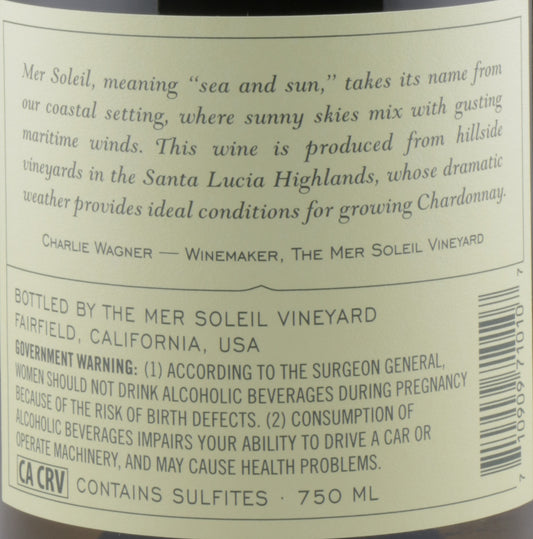 Mer Soleil, meaning “sea and sun,” takes its name from
our coastal setting, where sunny skies mix with gusting
maritime winds. This wine is produced from hillside
vineyards in the Santa Lucia Highlands, whose dramatic
weather provides ideal conditions for growing Chardonnay.
CHARLIE WAGNER — WINEMAKER, THE MER SOLEIL VINEYARD
BOTTLED BY THE MER SOLEIL VINEYARD
FAIRFIELD, CALIFORNIA, USA
GOVERNMENT WARNING: (1) ACCORDING TO THE SURGEON GENERAL,
WOMEN SHOULD NOT DRINK ALCOHOLIC BEVERAGES DURING PREGNANCY
BECAUSE OF THE RISK OF BIRTH DEFECTS. (2) CONSUMPTION OF
ALCOHOLIC BEVERAGES IMPAIRS YOUR ABILITY TO DRIVE A CAR OR
OPERATE MACHINERY, AND MAY CAUSE HEALTH PROBLEMS.
CA CRV CONTAINS SULFITES · 750 ML
7 10909 71010 7